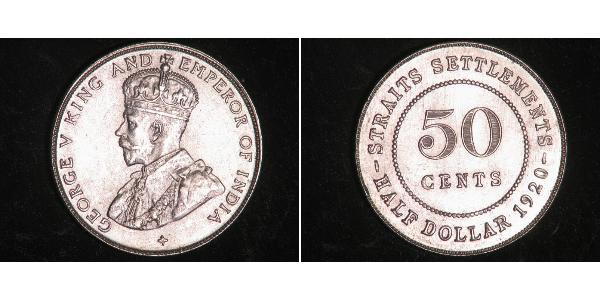 GEORGE V KING AND EMPEROR OF INDIA
STRAITS SETTLEMENTS
50
CENTS
HALF DOLLAR 1920